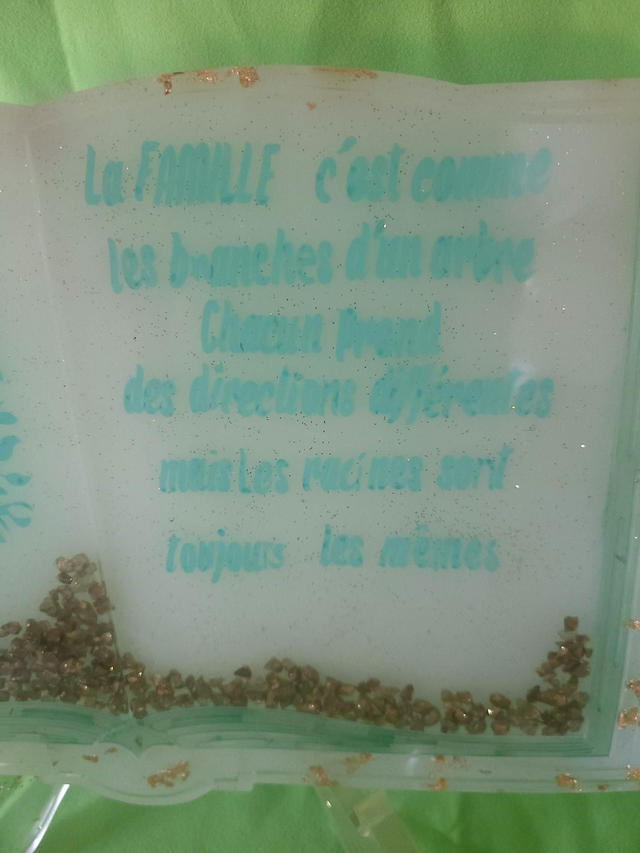 La FAMILLE c'est comme
les branches d'un arbre
Chacun prend
des directions différentes
mais Les racines sont
toujours les mêmes